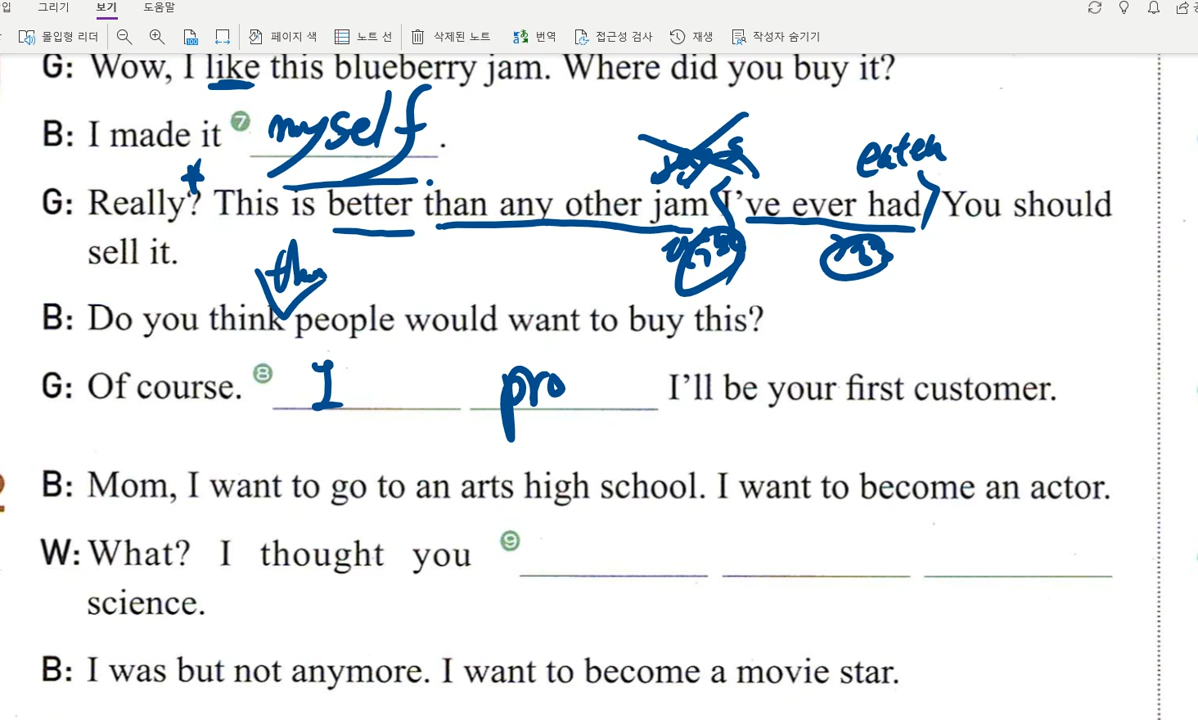 그리기 보기 도움말
몰입형 리더 페이지 색 노트 선 삭제된 노트 번역 접근성 검사 재생 작성자 숨기기
G: Wow, I like this blueberry jam. Where did you buy it?
B: I made it ⑦ myself.
eaten
G: Really? This is better than any other jam I've ever had. You should
sell it.
that
B: Do you think people would want to buy this?
G: Of course. ⑧ I pro I'll be your first customer.
B: Mom, I want to go to an arts high school. I want to become an actor.
W: What? I thought you ⑨
science.
B: I was but not anymore. I want to become a movie star.